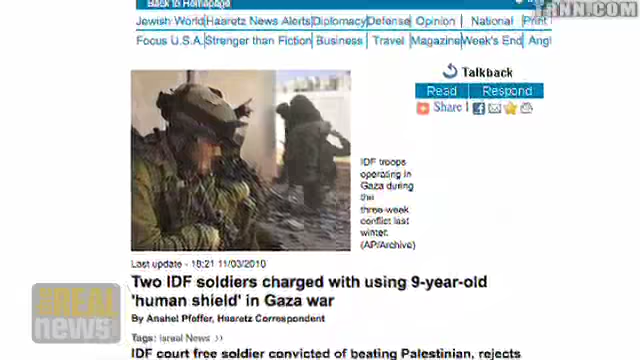 Back to Homepage
TRNN.COM
Jewish World Haaretz News Alerts Diplomacy Defense Opinion National Print
Focus U.S.A. Stronger than Fiction Business Travel Magazine Week's End Angl
Talkback
Read Respond
Share
IDF troops
operating in
Gaza during
the
three-week
conflict last
winter.
(AP/Archive)
Last update - 18:21 11/03/2010
Two IDF soldiers charged with using 9-year-old
'human shield' in Gaza war
By Anshel Pfeffer, Haaretz Correspondent
Tags: Israel News
IDF court free soldier convicted of beating Palestinian, rejects
THE REAL
news